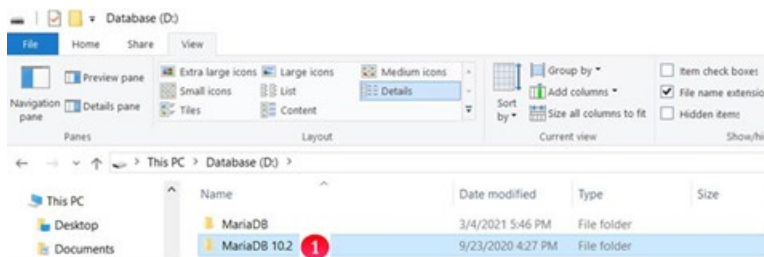 Database (D:)
File Home Share View
Preview pane Extra large icons Large icons Medium icons Group by Item check boxes
Navigation pane Details pane Small icons List Details Sort by Add columns File name extensio
Tiles Content Size all columns to fit Hidden items
Panes Layout Current view Show/hi
This PC > Database (D:) >
Name Date modified Type Size
This PC
MariaDB 3/4/2021 5:46 PM File folder
Desktop
MariaDB 10.2 1 9/23/2020 4:27 PM File folder
Documents